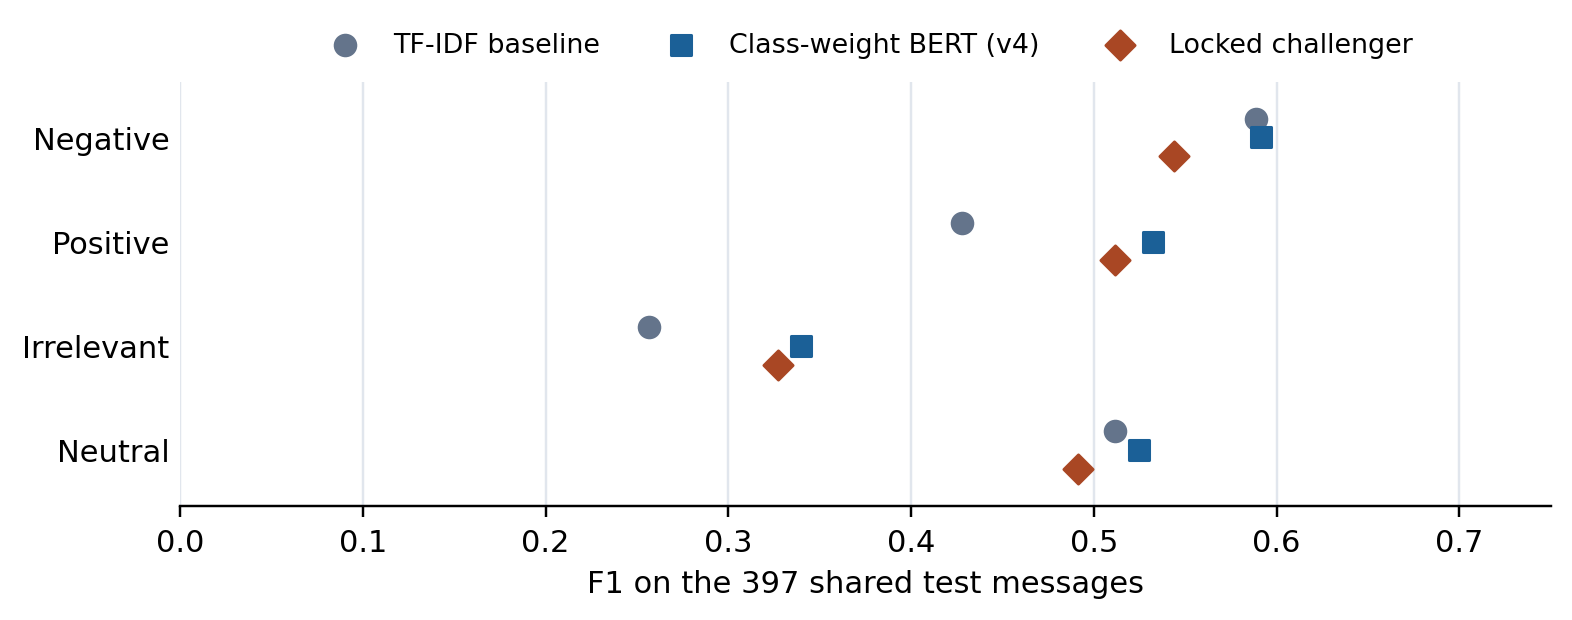 TF-IDF baseline Class-weight BERT (v4) Locked challenger
Negative
Positive
Irrelevant
Neutral
0.0 0.1 0.2 0.3 0.4 0.5 0.6 0.7
F1 on the 397 shared test messages